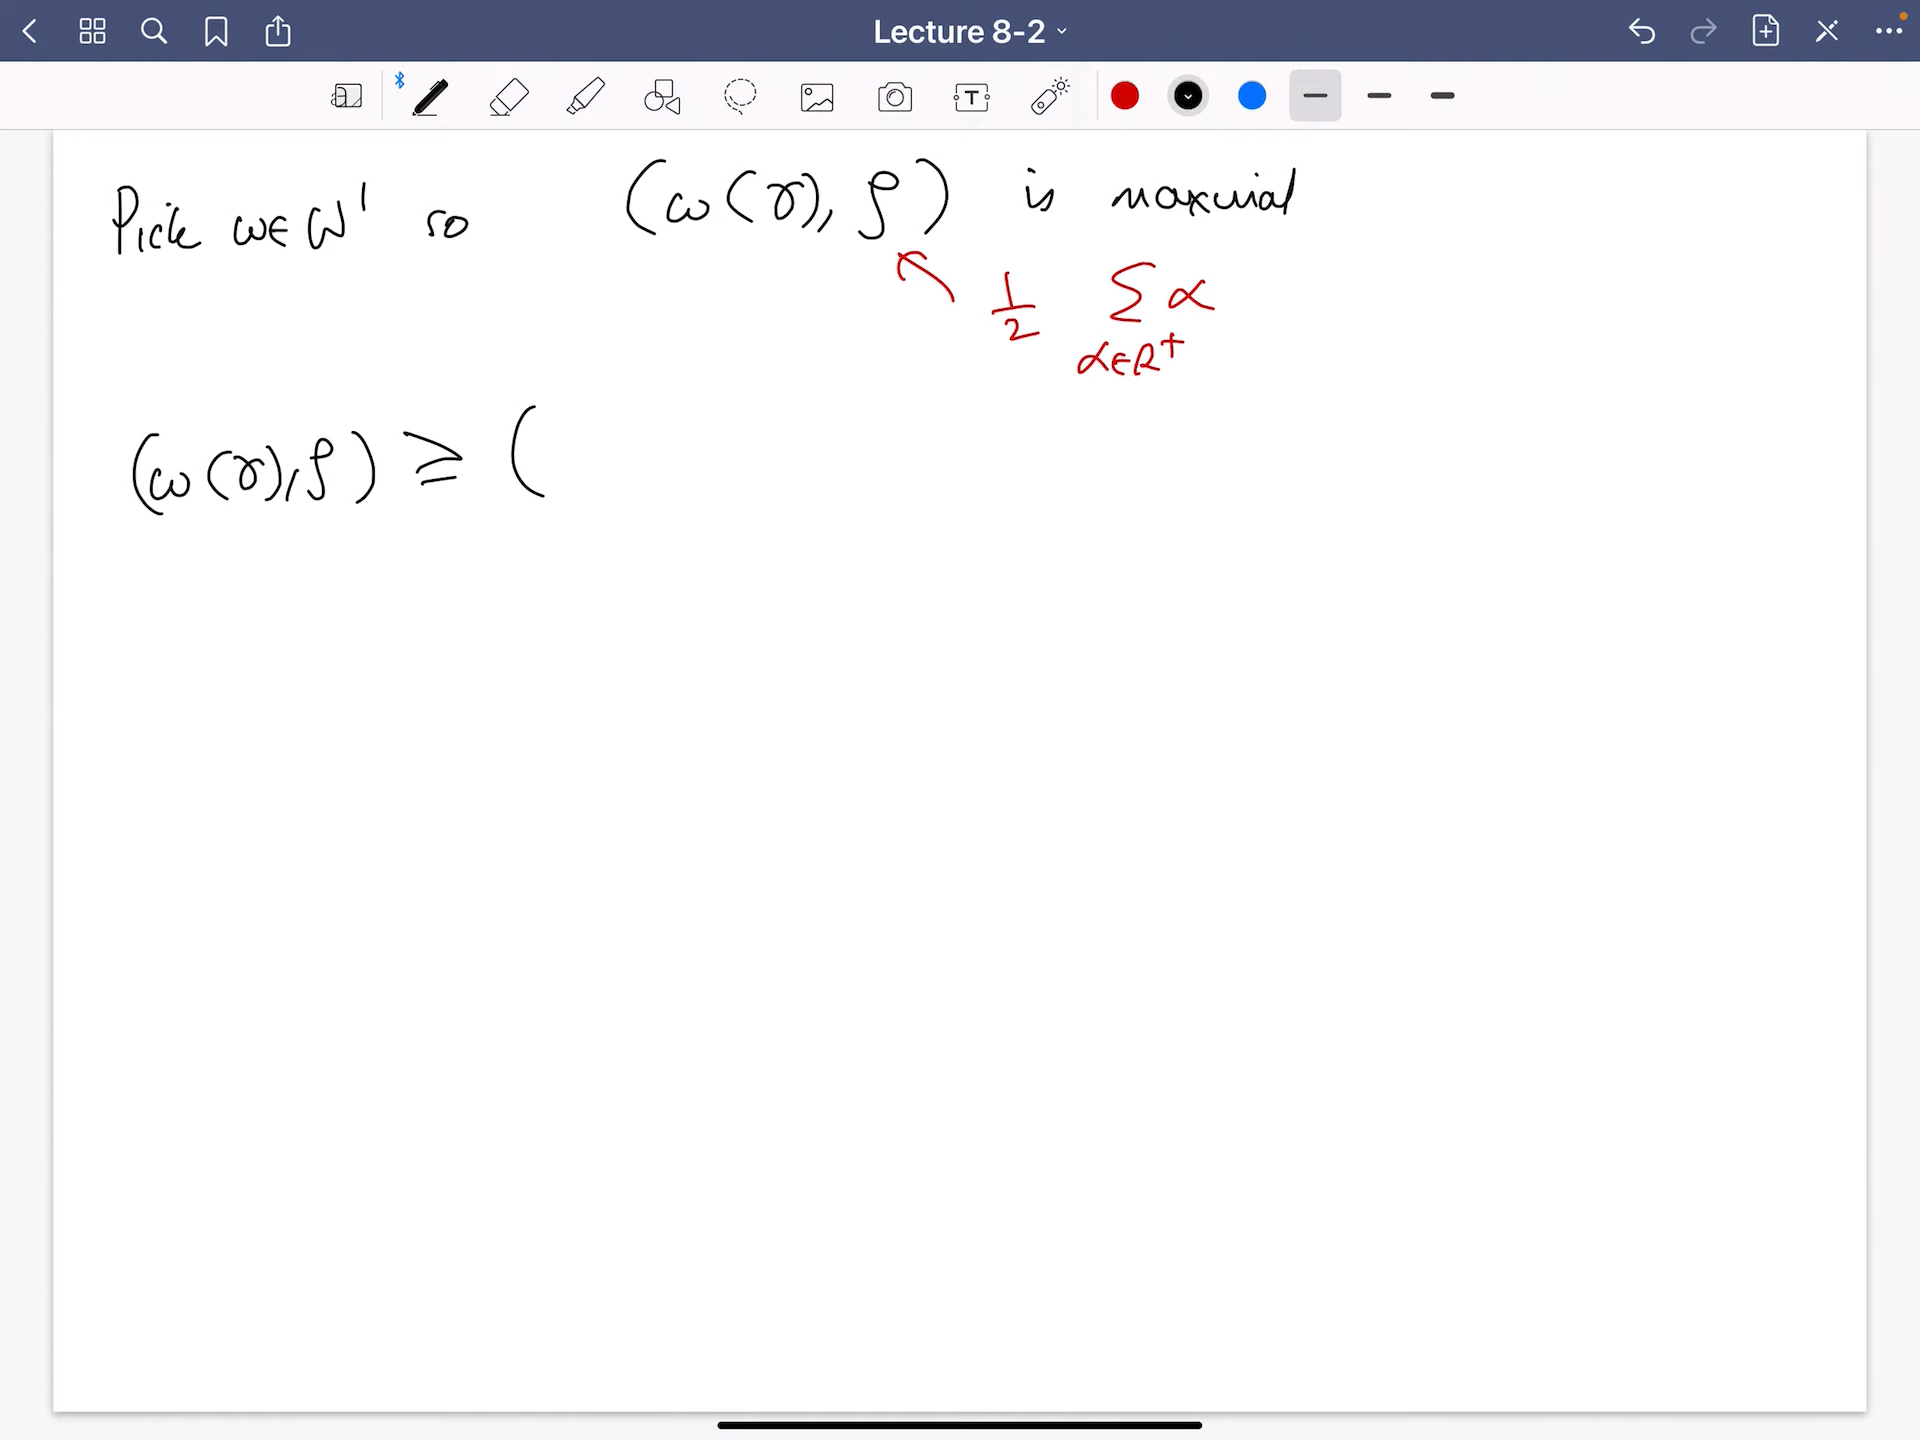 Lecture 8-2
Pick ω∈W' so (ω(γ), ρ) is maximal
1/2 Σ α
α∈R⁺
(ω(γ), ρ) ≥ (